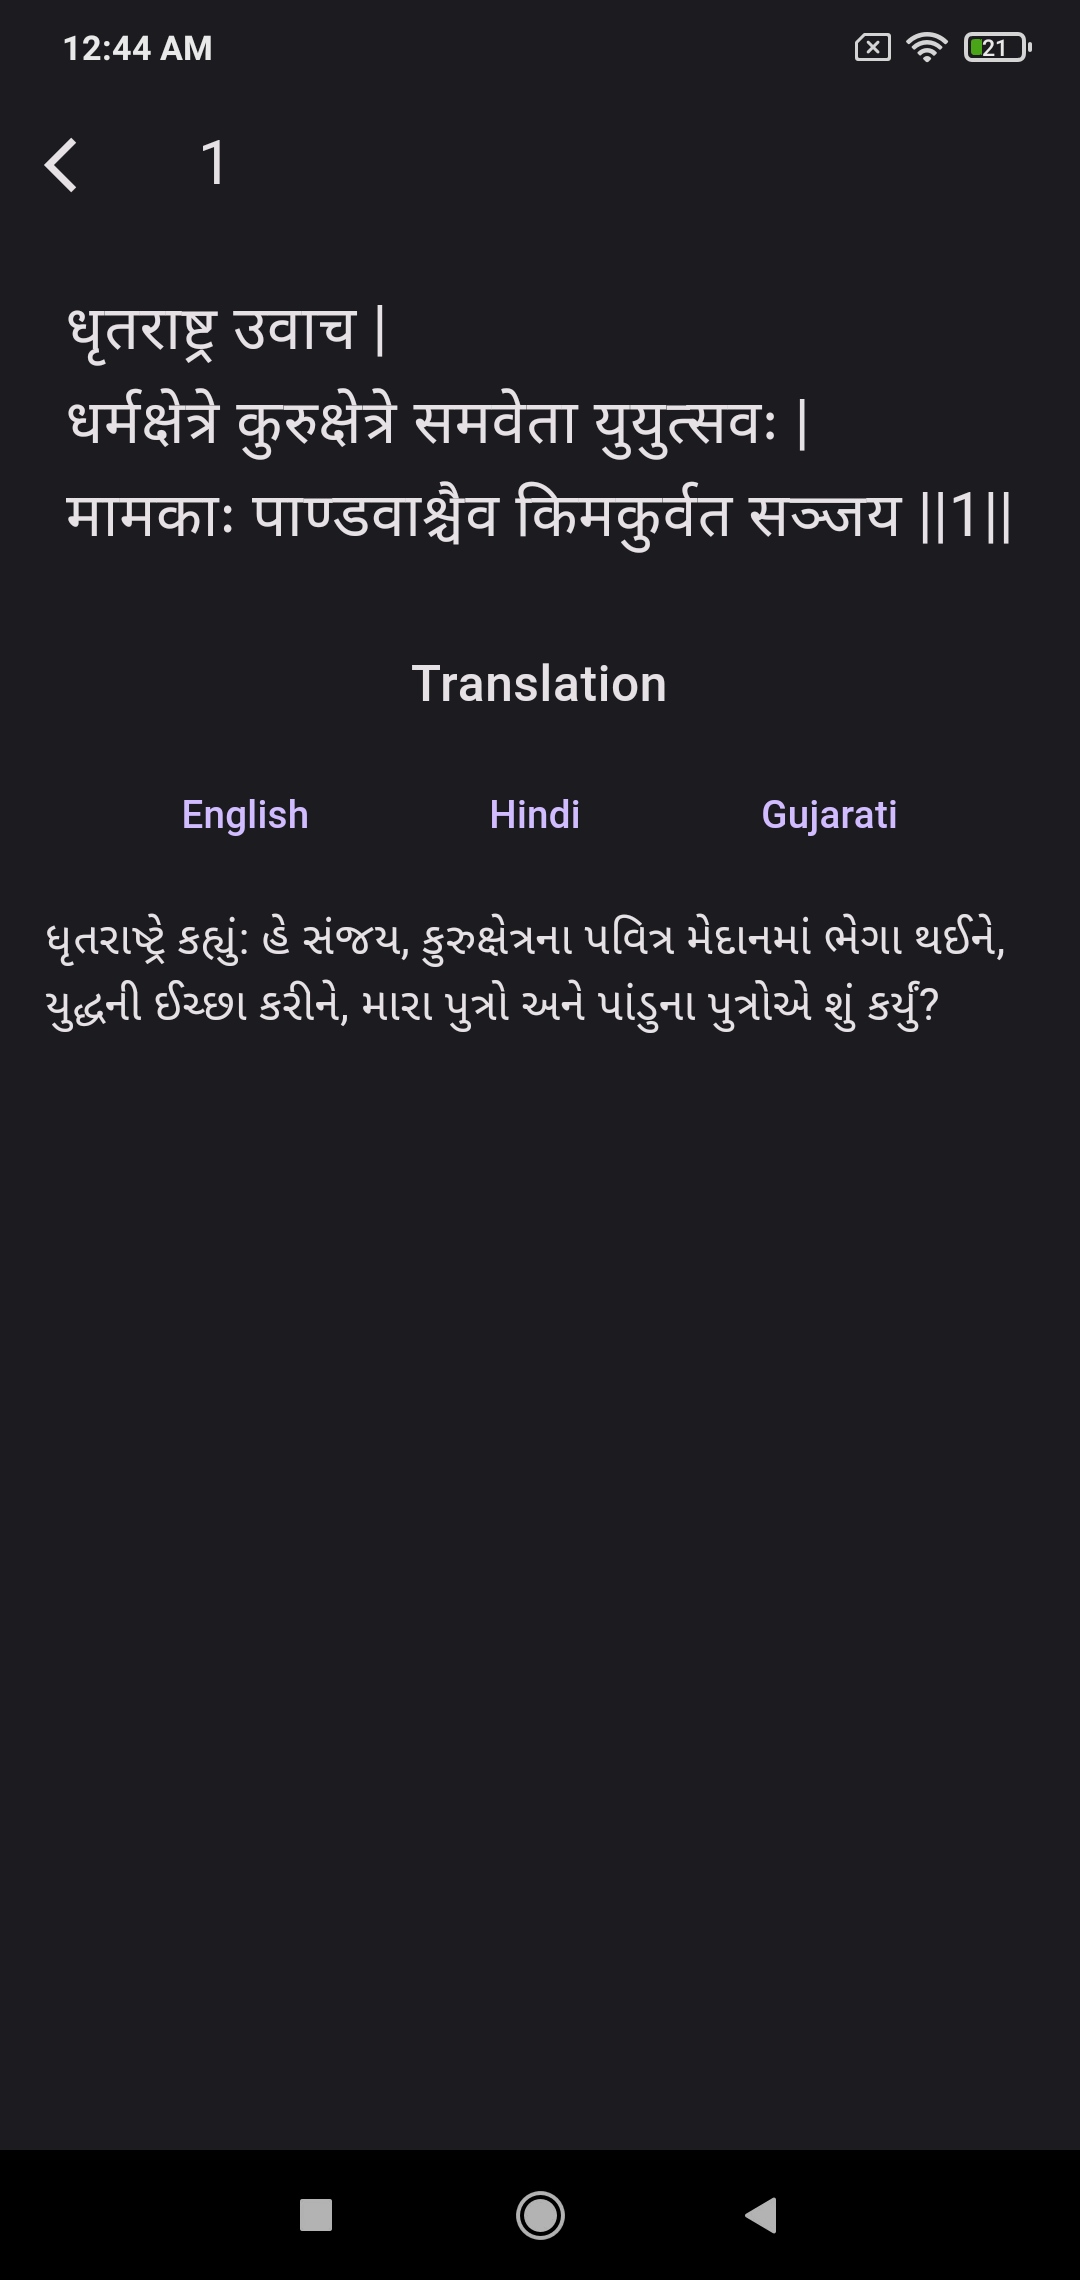 12:44 AM
21
1
धृतराष्ट्र उवाच |
धर्मक्षेत्रे कुरुक्षेत्रे समवेता युयुत्सवः |
मामकाः पाण्डवाश्चैव किमकुर्वत सञ्जय ||1||
Translation
English Hindi Gujarati
ધૃતરાષ્ટ્રે કહ્યું: હે સંજય, કુરુક્ષેત્રના પવિત્ર મેદાનમાં ભેગા થઈને,
યુદ્ધની ઈચ્છા કરીને, મારા પુત્રો અને પાંડુના પુત્રોએ શું કર્યું?